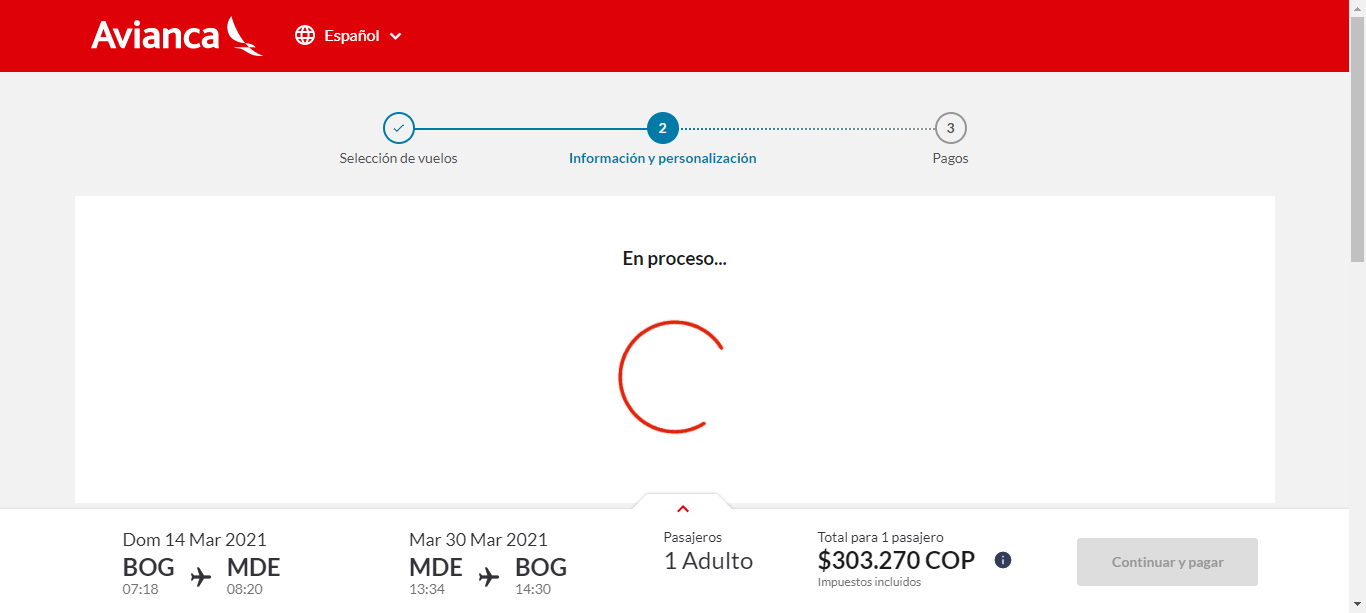 Avianca
Español
2
3
Selección de vuelos
Información y personalización
Pagos
En proceso...
Dom 14 Mar 2021
BOG MDE
07:18 08:20
Mar 30 Mar 2021
MDE BOG
13:34 14:30
Pasajeros
1 Adulto
Total para 1 pasajero
$303.270 COP i
Impuestos incluidos
Continuar y pagar